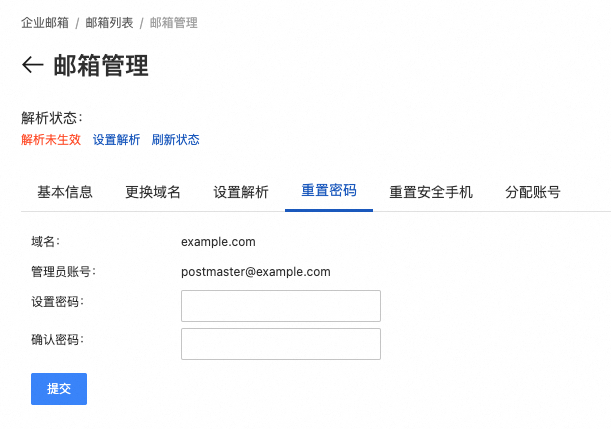 企业邮箱 / 邮箱列表 / 邮箱管理
← 邮箱管理
解析状态：
解析未生效 设置解析 刷新状态
基本信息 更换域名 设置解析 重置密码 重置安全手机 分配账号
域名： example.com
管理员账号： postmaster@example.com
设置密码：
确认密码：
提交